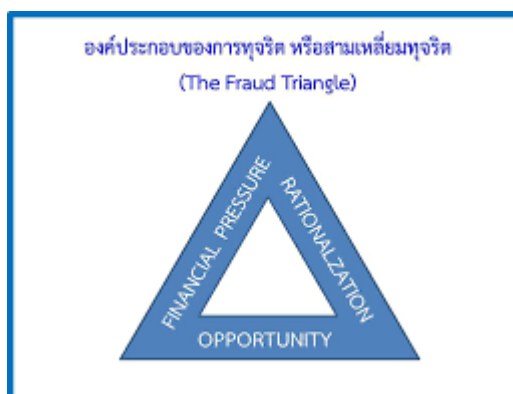 องค์ประกอบของการทุจริต หรือสามเหลี่ยมทุจริต
(The Fraud Triangle)
FINANCIAL PRESSURE
RATIONALZATION
OPPORTUNITY